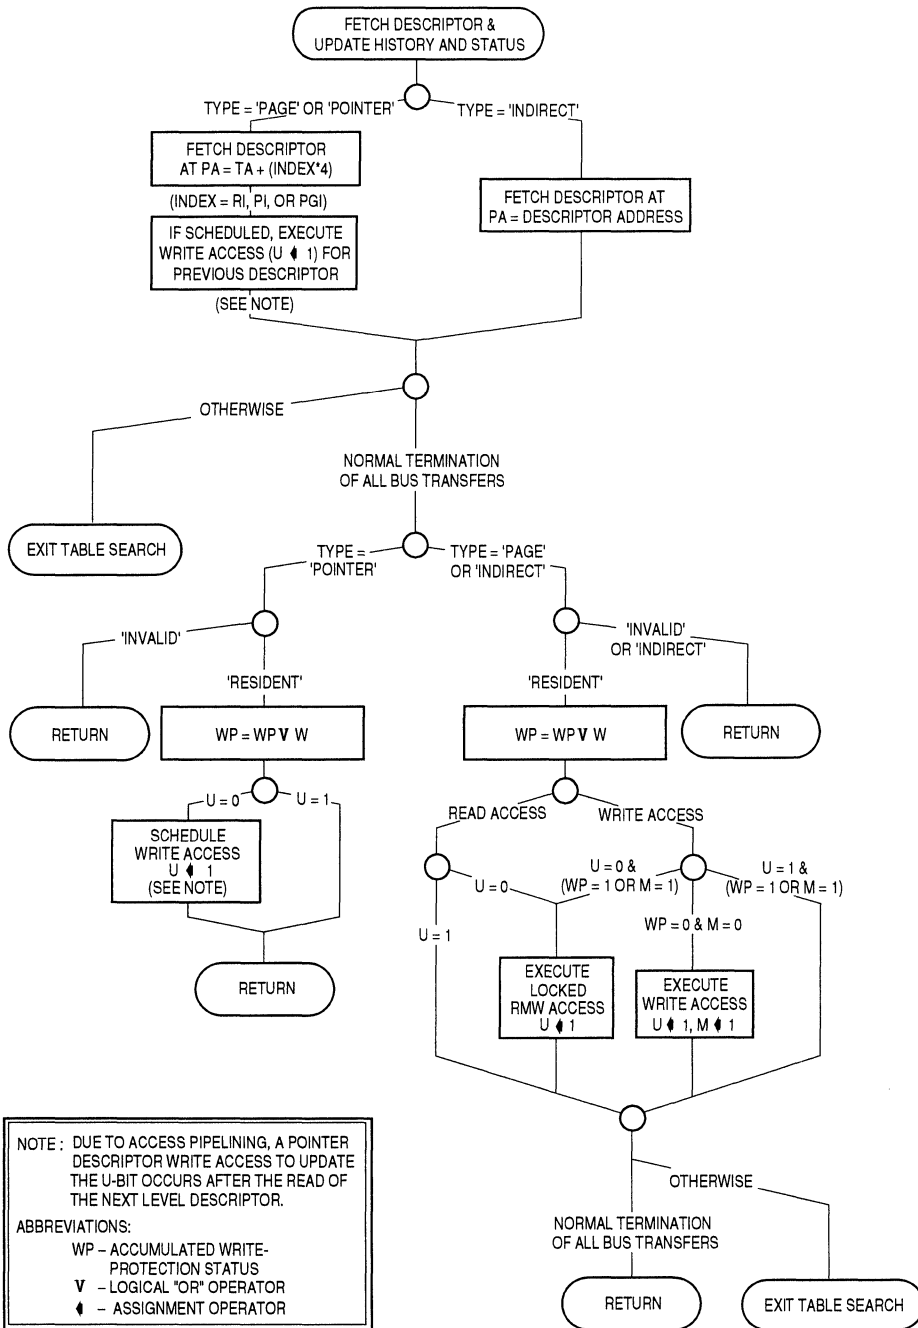 FETCH DESCRIPTOR &
UPDATE HISTORY AND STATUS
TYPE = 'PAGE' OR 'POINTER'
TYPE = 'INDIRECT'
FETCH DESCRIPTOR
AT PA = TA + (INDEX*4)
(INDEX = RI, PI, OR PGI)
FETCH DESCRIPTOR AT
PA = DESCRIPTOR ADDRESS
IF SCHEDULED, EXECUTE
WRITE ACCESS (U ⬧ 1) FOR
PREVIOUS DESCRIPTOR
(SEE NOTE)
OTHERWISE
NORMAL TERMINATION
OF ALL BUS TRANSFERS
EXIT TABLE SEARCH
TYPE =
'POINTER'
TYPE = 'PAGE'
OR 'INDIRECT'
'INVALID'
'RESIDENT'
'RESIDENT'
'INVALID'
OR 'INDIRECT'
RETURN
WP = WP V W
WP = WP V W
RETURN
U = 0
U = 1
READ ACCESS
WRITE ACCESS
SCHEDULE
WRITE ACCESS
U ⬧ 1
(SEE NOTE)
U = 0
U = 0 &
(WP = 1 OR M = 1)
U = 1 &
(WP = 1 OR M = 1)
U = 1
WP = 0 & M = 0
RETURN
EXECUTE
LOCKED
RMW ACCESS
U ⬧ 1
EXECUTE
WRITE ACCESS
U ⬧ 1, M ⬧ 1
NOTE : DUE TO ACCESS PIPELINING, A POINTER
DESCRIPTOR WRITE ACCESS TO UPDATE
THE U-BIT OCCURS AFTER THE READ OF
THE NEXT LEVEL DESCRIPTOR.
ABBREVIATIONS:
WP – ACCUMULATED WRITE-
PROTECTION STATUS
V – LOGICAL "OR" OPERATOR
⬧ – ASSIGNMENT OPERATOR
OTHERWISE
NORMAL TERMINATION
OF ALL BUS TRANSFERS
RETURN
EXIT TABLE SEARCH